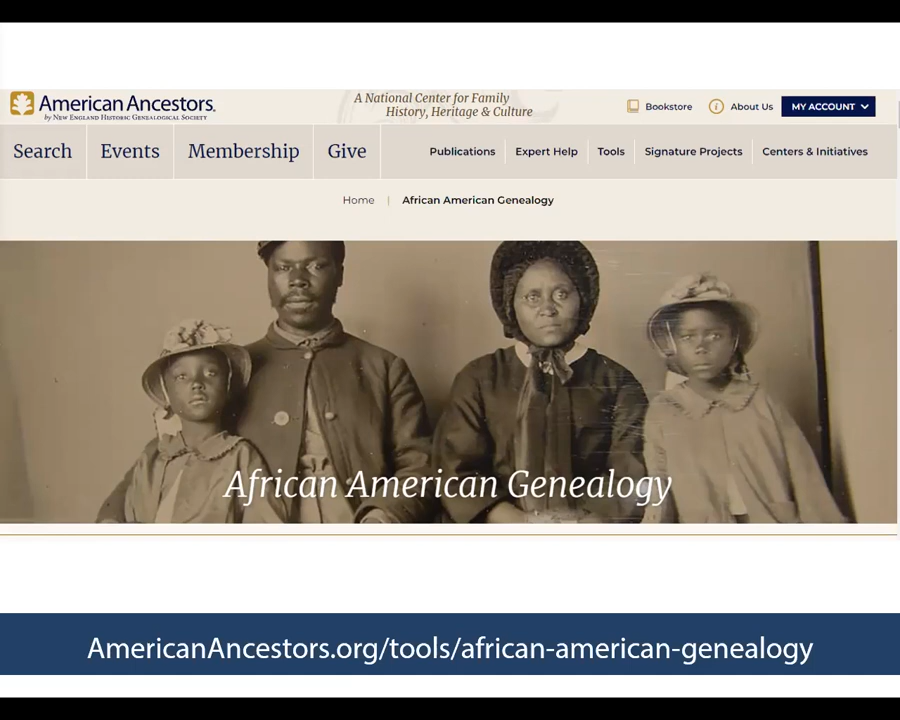 American Ancestors
by NEW ENGLAND HISTORIC GENEALOGICAL SOCIETY
A National Center for Family
History, Heritage & Culture
Bookstore
About Us
MY ACCOUNT
Search
Events
Membership
Give
Publications
Expert Help
Tools
Signature Projects
Centers & Initiatives
Home | African American Genealogy
African American Genealogy
AmericanAncestors.org/tools/african-american-genealogy